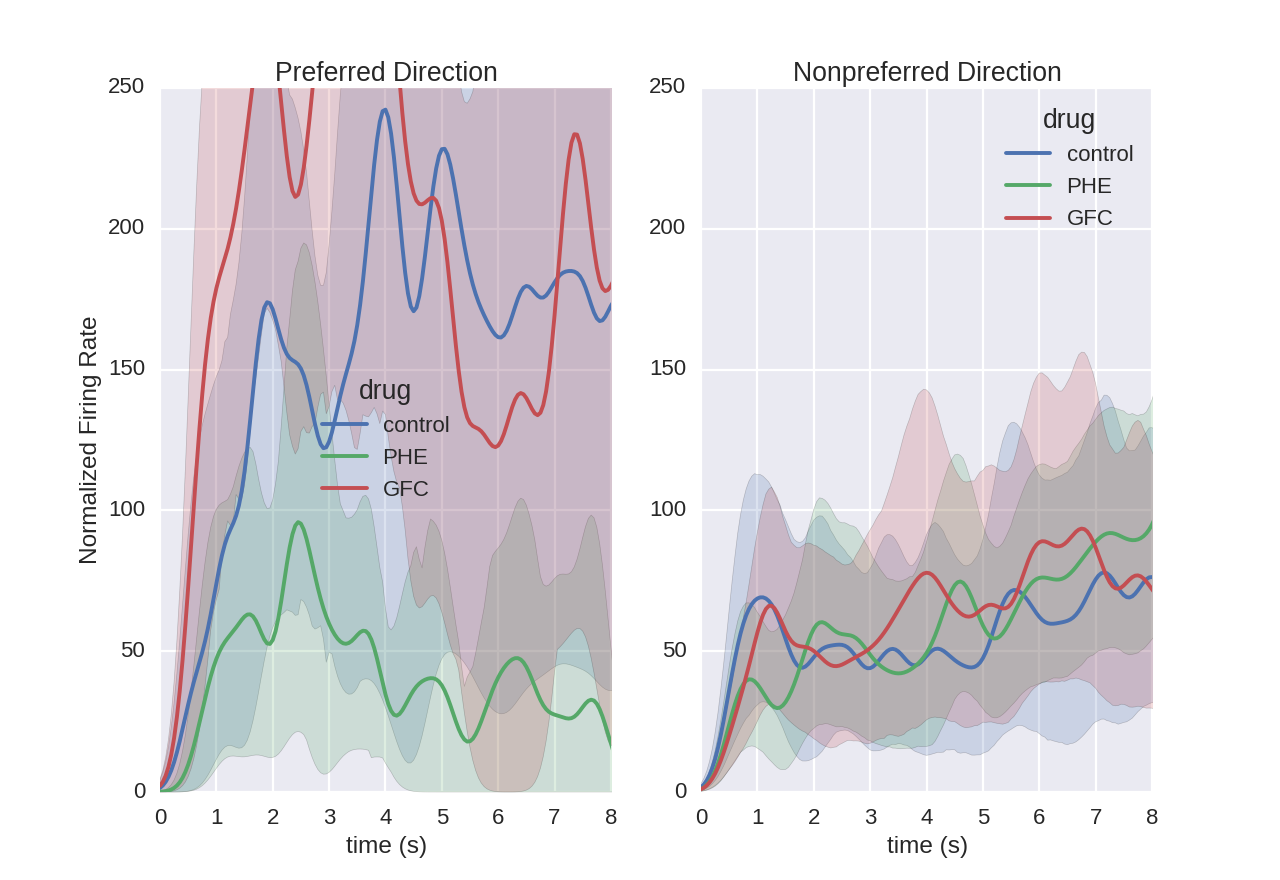 Preferred Direction
Normalized Firing Rate
250
200
150
100
50
0
drug
control
PHE
GFC
0 1 2 3 4 5 6 7 8
time (s)
Nonpreferred Direction
250
200
150
100
50
0
drug
control
PHE
GFC
0 1 2 3 4 5 6 7 8
time (s)